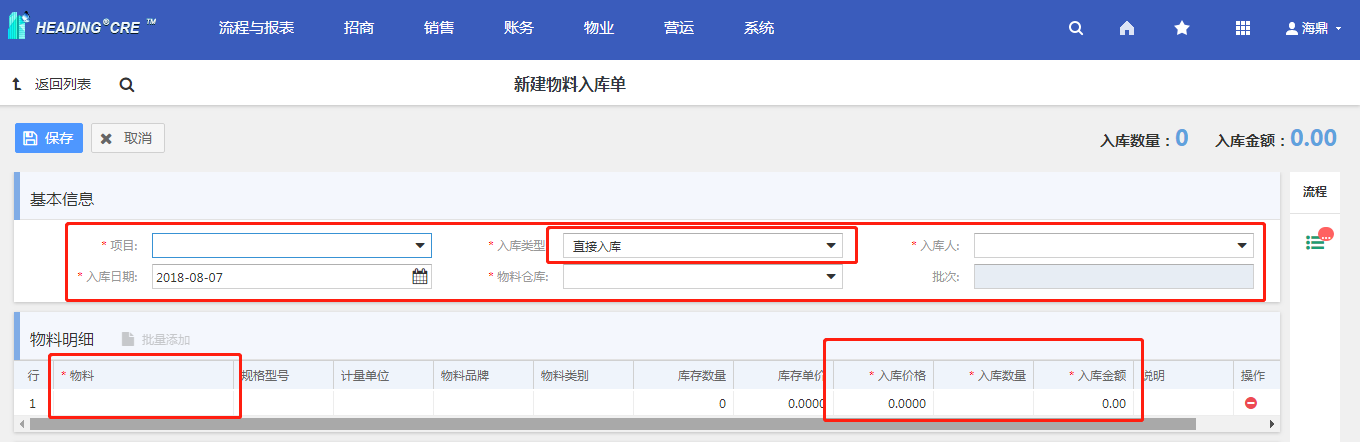 HEADING®CRE ™ 流程与报表 招商 销售 账务 物业 营运 系统 海鼎
返回列表 新建物料入库单
保存 取消 入库数量：0 入库金额：0.00
基本信息 流程
* 项目: * 入库类型 直接入库 * 入库人:
* 入库日期: 2018-08-07 * 物料仓库: 批次:
物料明细 批量添加
行 * 物料 规格型号 计量单位 物料品牌 物料类别 库存数量 库存单价 * 入库价格 * 入库数量 * 入库金额 说明 操作
1 0 0.0000 0.0000 0.00